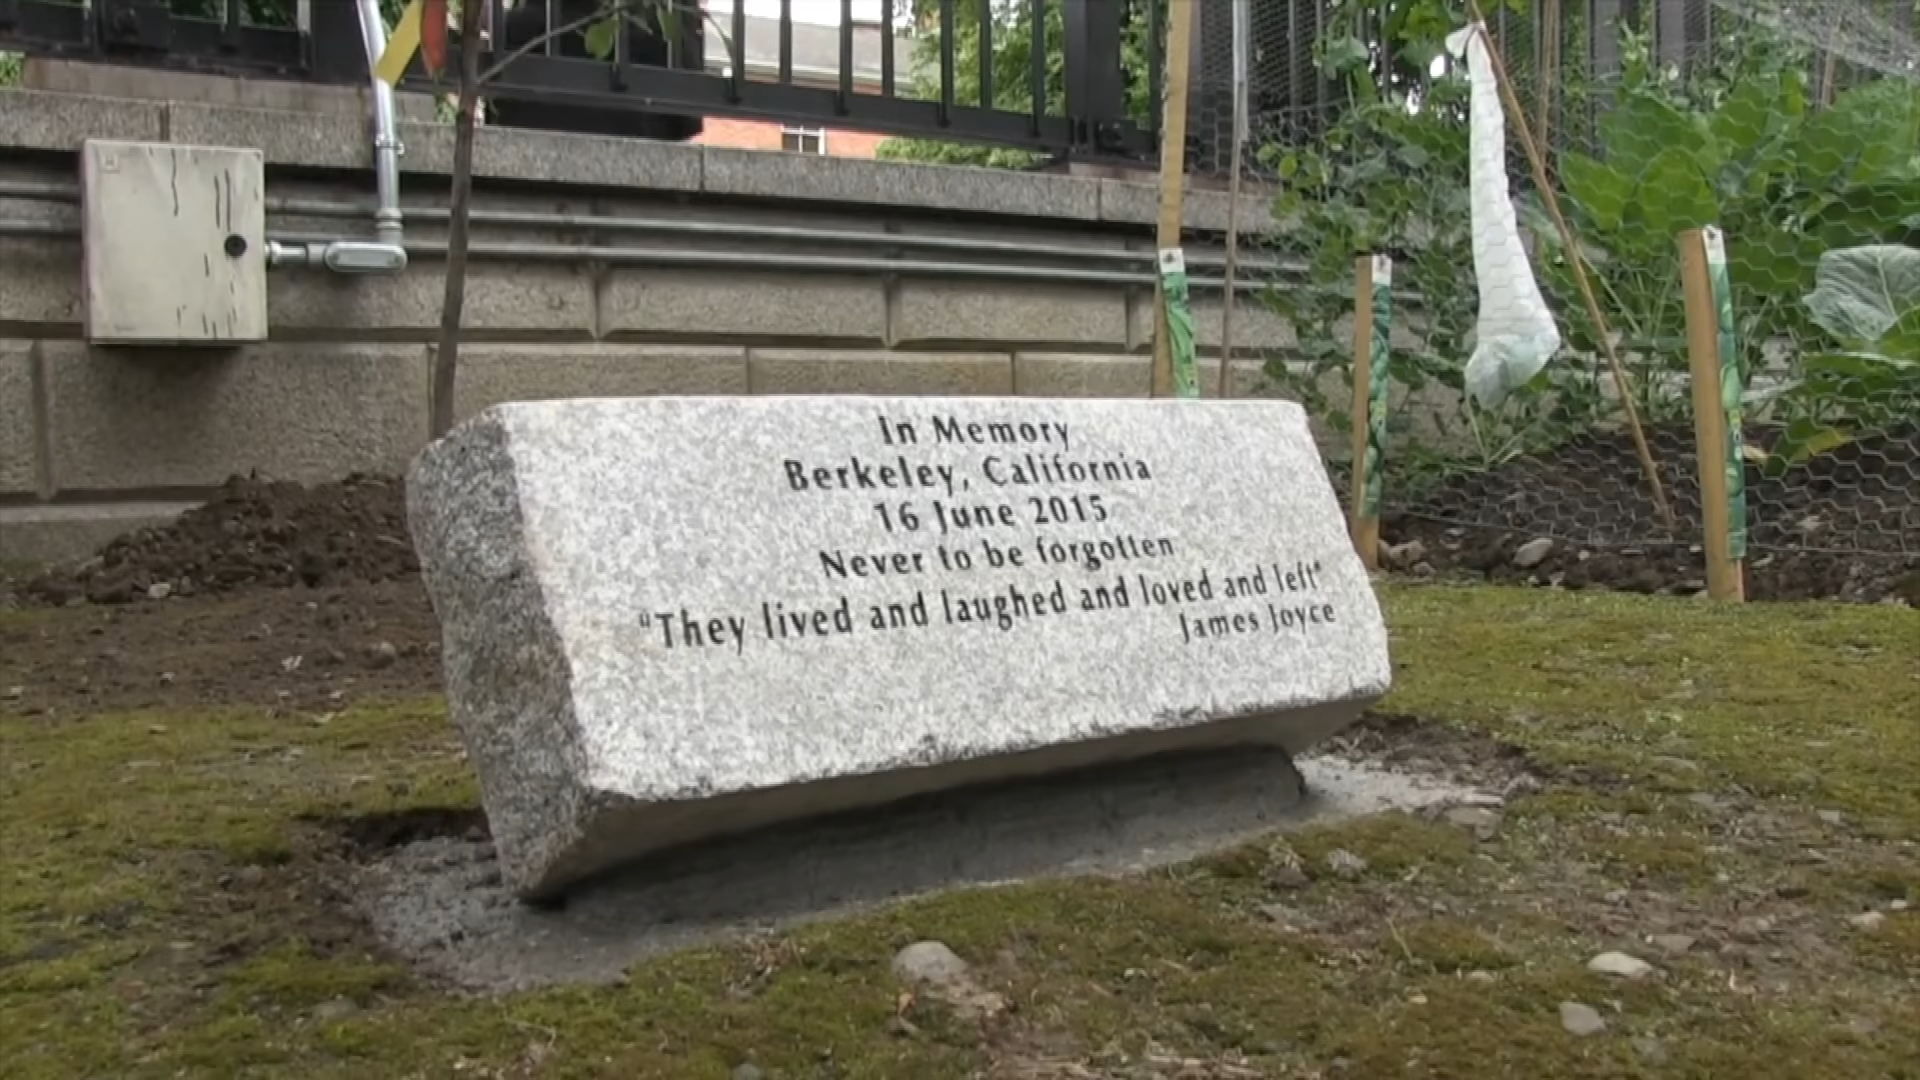 In Memory
Berkeley, California
16 June 2015
Never to be forgotten
"They lived and laughed and loved and left"
James Joyce